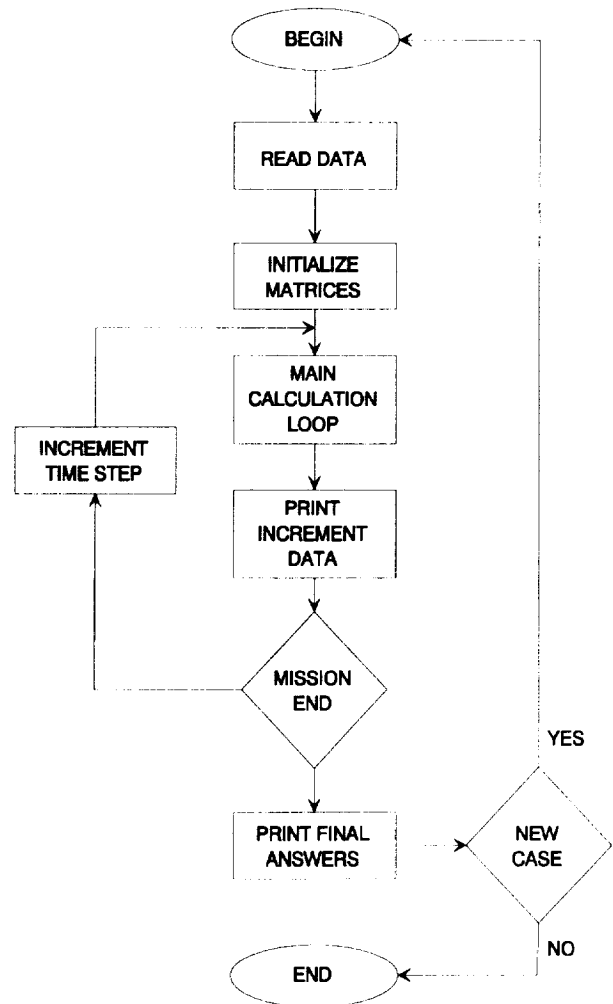 BEGIN
READ DATA
INITIALIZE
MATRICES
MAIN
CALCULATION
LOOP
INCREMENT
TIME STEP
PRINT
INCREMENT
DATA
MISSION
END
YES
PRINT FINAL
ANSWERS
NEW
CASE
NO
END